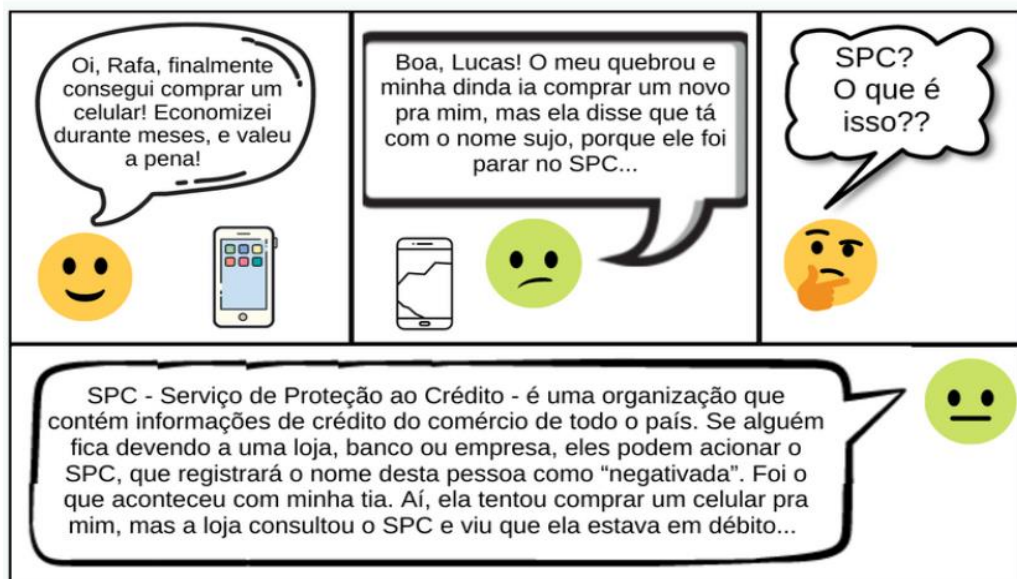 Oi, Rafa, finalmente
consegui comprar um
celular! Economizei
durante meses, e valeu
a pena!
Boa, Lucas! O meu quebrou e
minha dinda ia comprar um novo
pra mim, mas ela disse que tá
com o nome sujo, porque ele foi
parar no SPC...
SPC?
O que é
isso??
SPC - Serviço de Proteção ao Crédito - é uma organização que
contém informações de crédito do comércio de todo o país. Se alguém
fica devendo a uma loja, banco ou empresa, eles podem acionar o
SPC, que registrará o nome desta pessoa como “negativada”. Foi o
que aconteceu com minha tia. Aí, ela tentou comprar um celular pra
mim, mas a loja consultou o SPC e viu que ela estava em débito...